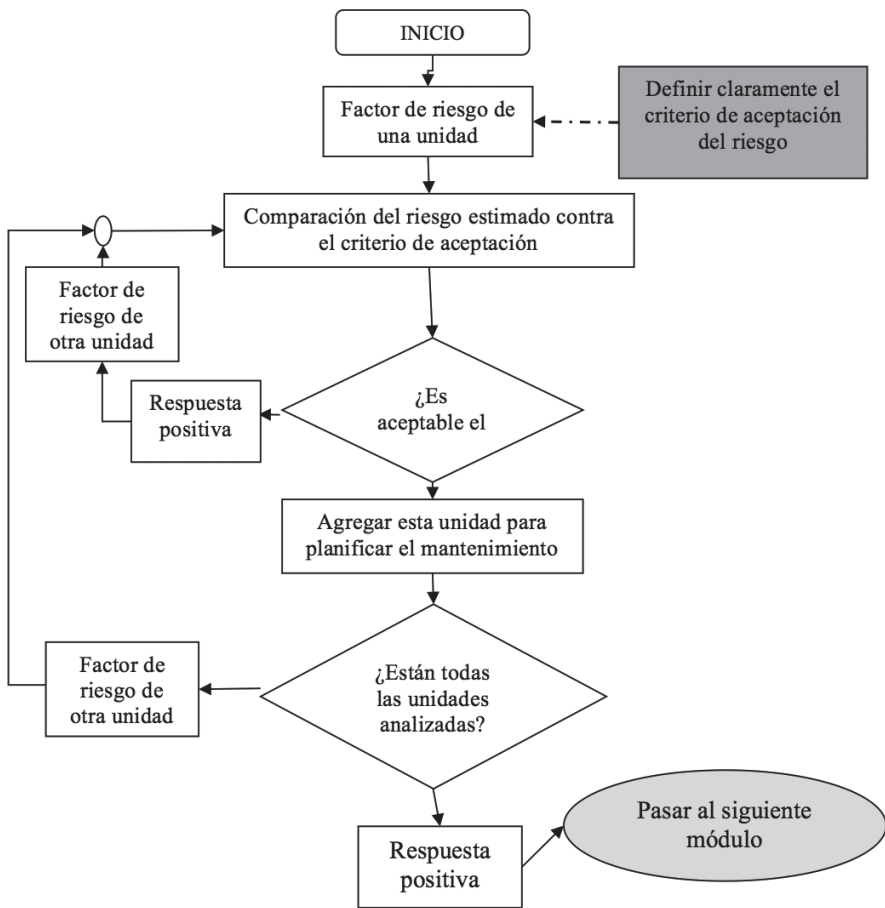 INICIO
Factor de riesgo de
una unidad
Definir claramente el
criterio de aceptación
del riesgo
Comparación del riesgo estimado contra
el criterio de aceptación
Factor de
riesgo de
otra unidad
Respuesta
positiva
¿Es
aceptable el
Agregar esta unidad para
planificar el mantenimiento
Factor de
riesgo de
otra unidad
¿Están todas
las unidades
analizadas?
Respuesta
positiva
Pasar al siguiente
módulo